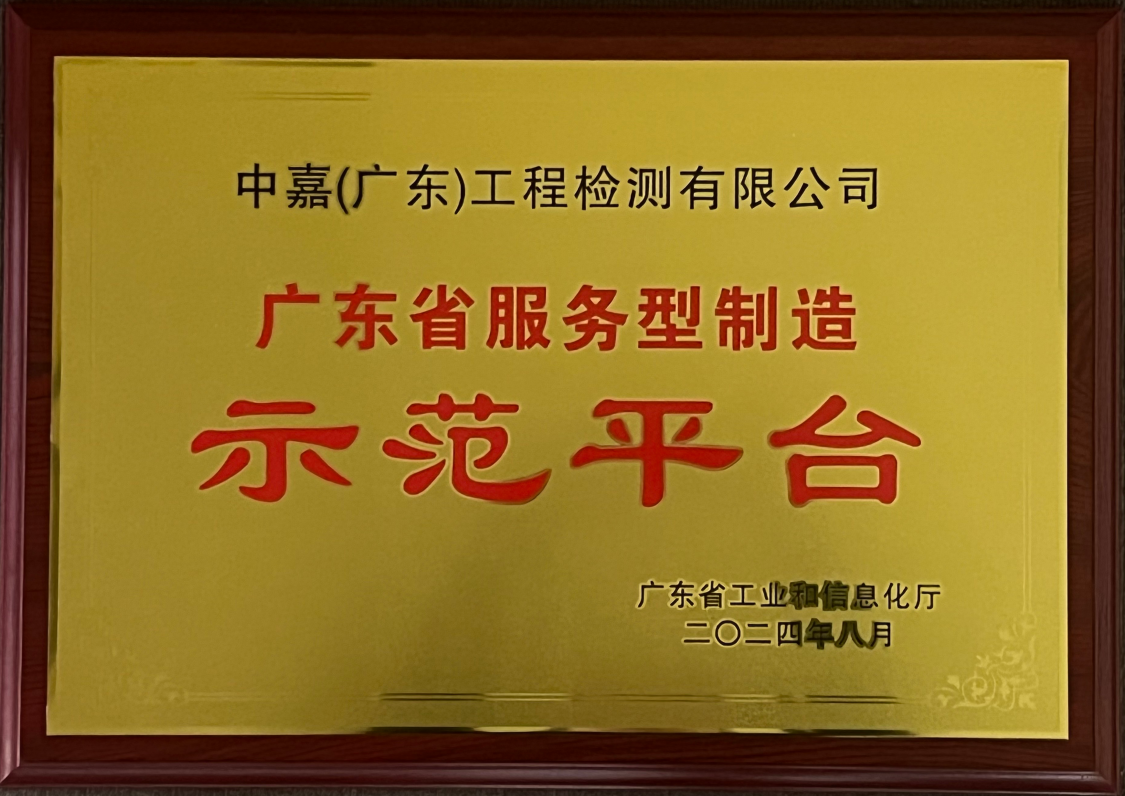 中嘉(广东)工程检测有限公司
广东省服务型制造
示范平台
广东省工业和信息化厅
二〇二四年八月